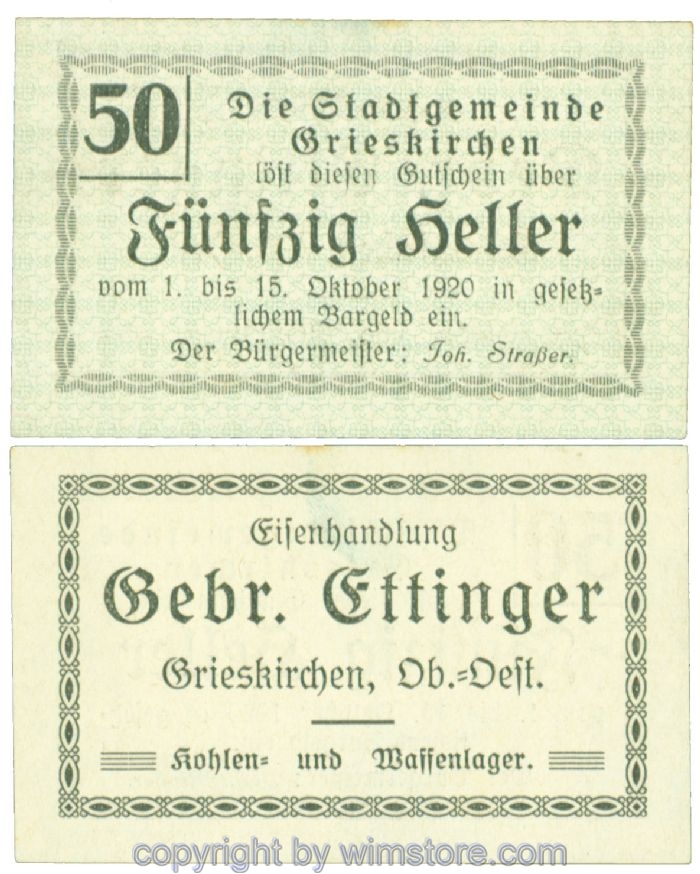 50
Die Stadtgemeinde
Grieskirchen
löst diesen Gutschein über
Fünfzig Heller
vom 1. bis 15. Oktober 1920 in gesetz-
lichem Bargeld ein.
Der Bürgermeister: Joh. Straßer.
Eisenhandlung
Gebr. Ettinger
Grieskirchen, Ob.=Oest.
Kohlen= und Waffenlager.
copyright by wimstore.com